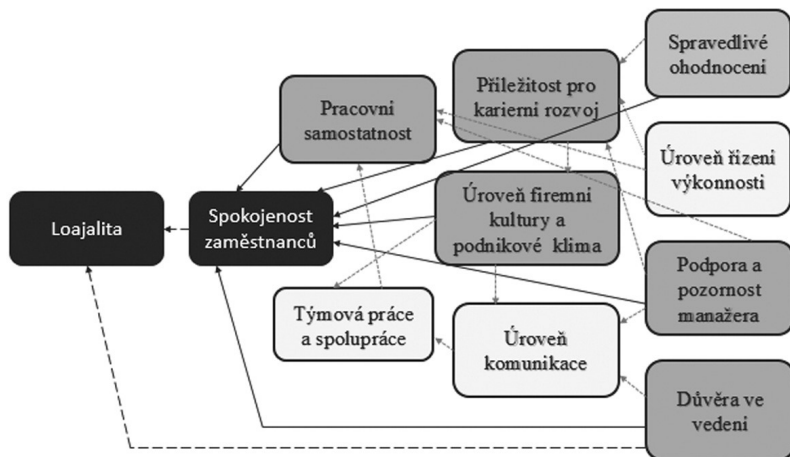 Spravedlivé
ohodnocení
Příležitost pro
karierní rozvoj
Pracovní
samostatnost
Úroveň řízení
výkonnosti
Úroveň firemní
kultury a
podnikové klima
Spokojenost
zaměstnanců
Loajalita
Podpora a
pozornost
manažera
Týmová práce
a spolupráce
Úroveň
komunikace
Důvěra ve
vedení